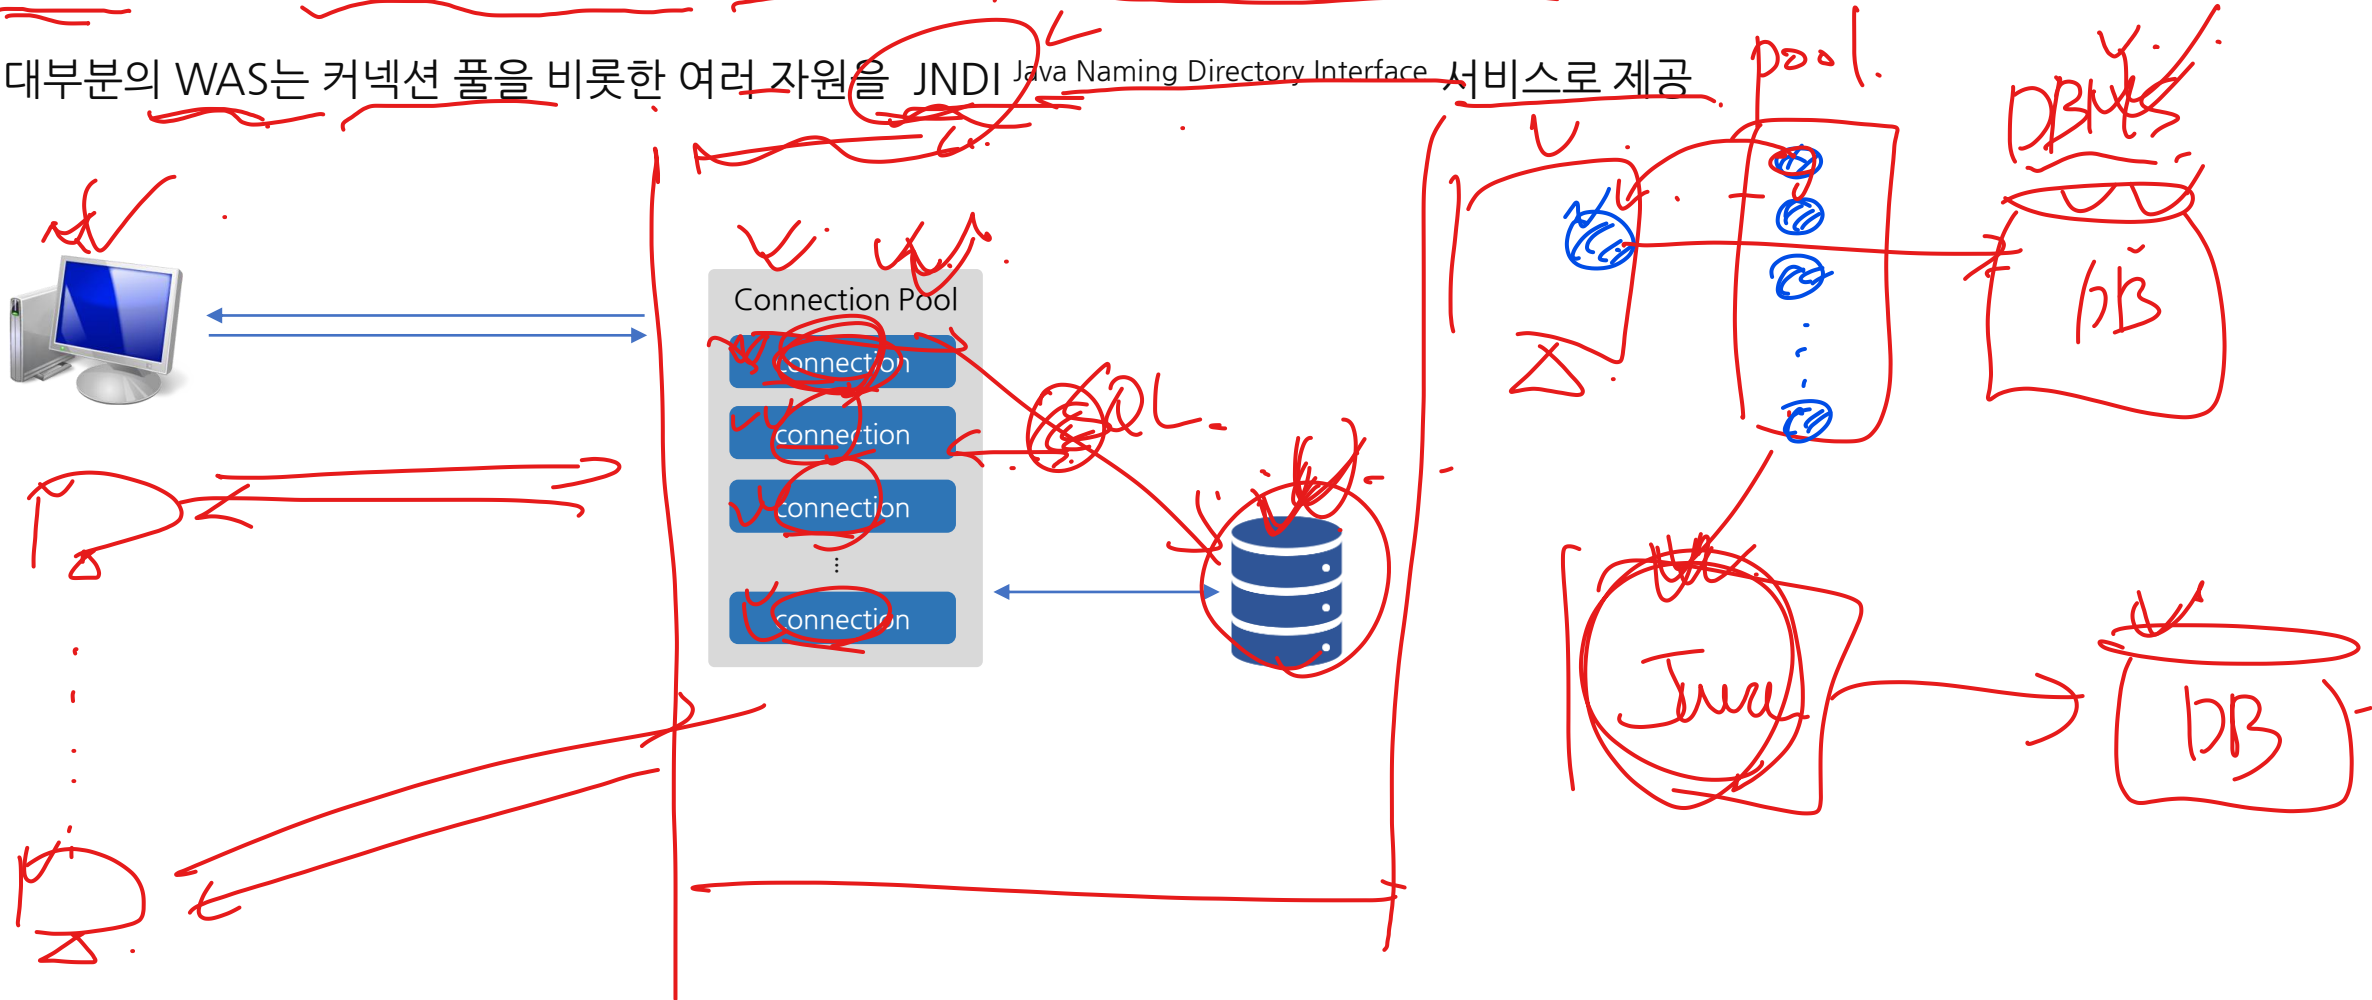 대부분의 WAS는 커넥션 풀을 비롯한 여러 자원을 JNDI Java Naming Directory Interface 서비스로 제공
pool
DBMS
Connection Pool
connection
connection
connection
⋮
connection
QL
DB
DB